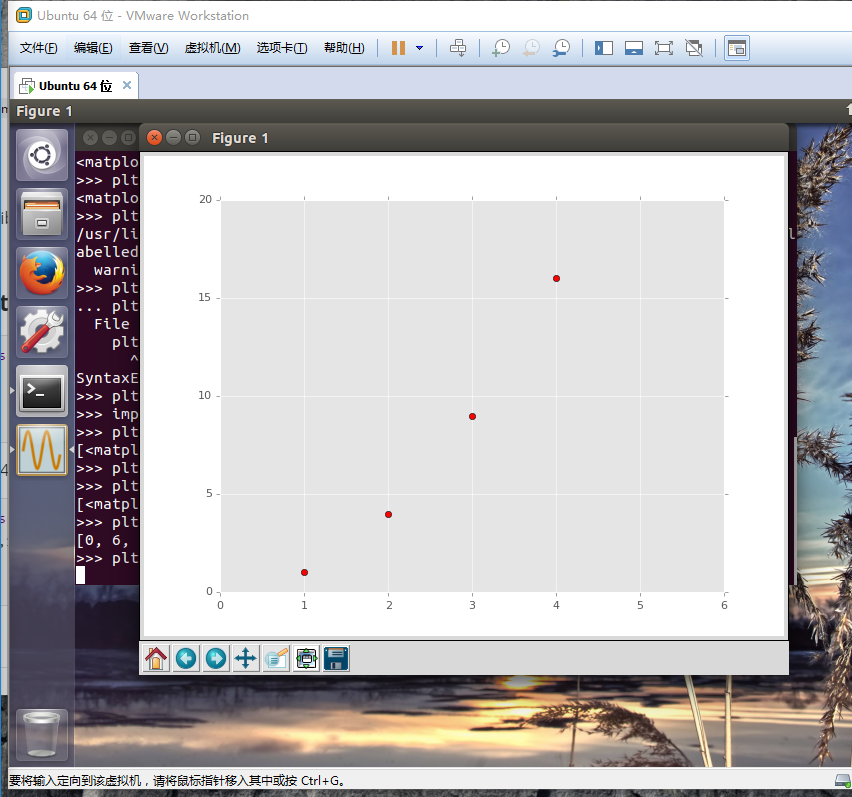 Ubuntu 64 位 - VMware Workstation
文件(F) 编辑(E) 查看(V) 虚拟机(M) 选项卡(T) 帮助(H)
Ubuntu 64 位
Figure 1
Figure 1
<matplo
>>> plt
<matplo
>>> plt
/usr/li
abelled
warni
>>> plt
... plt
File
plt
^
SyntaxE
>>> plt
>>> imp
>>> plt
[<matpl
>>> plt
>>> plt
[<matpl
>>> plt
[0, 6,
>>> plt
20
15
10
5
0
0 1 2 3 4 5 6
要将输入定向到该虚拟机，请将鼠标指针移入其中或按 Ctrl+G。